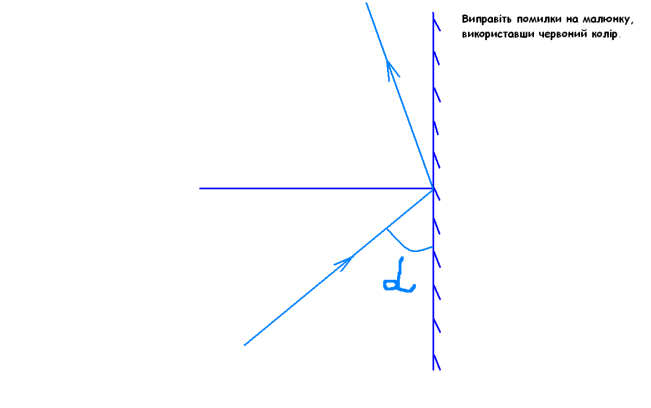 Виправіть помилки на малюнку,
використавши червоний колір.
α